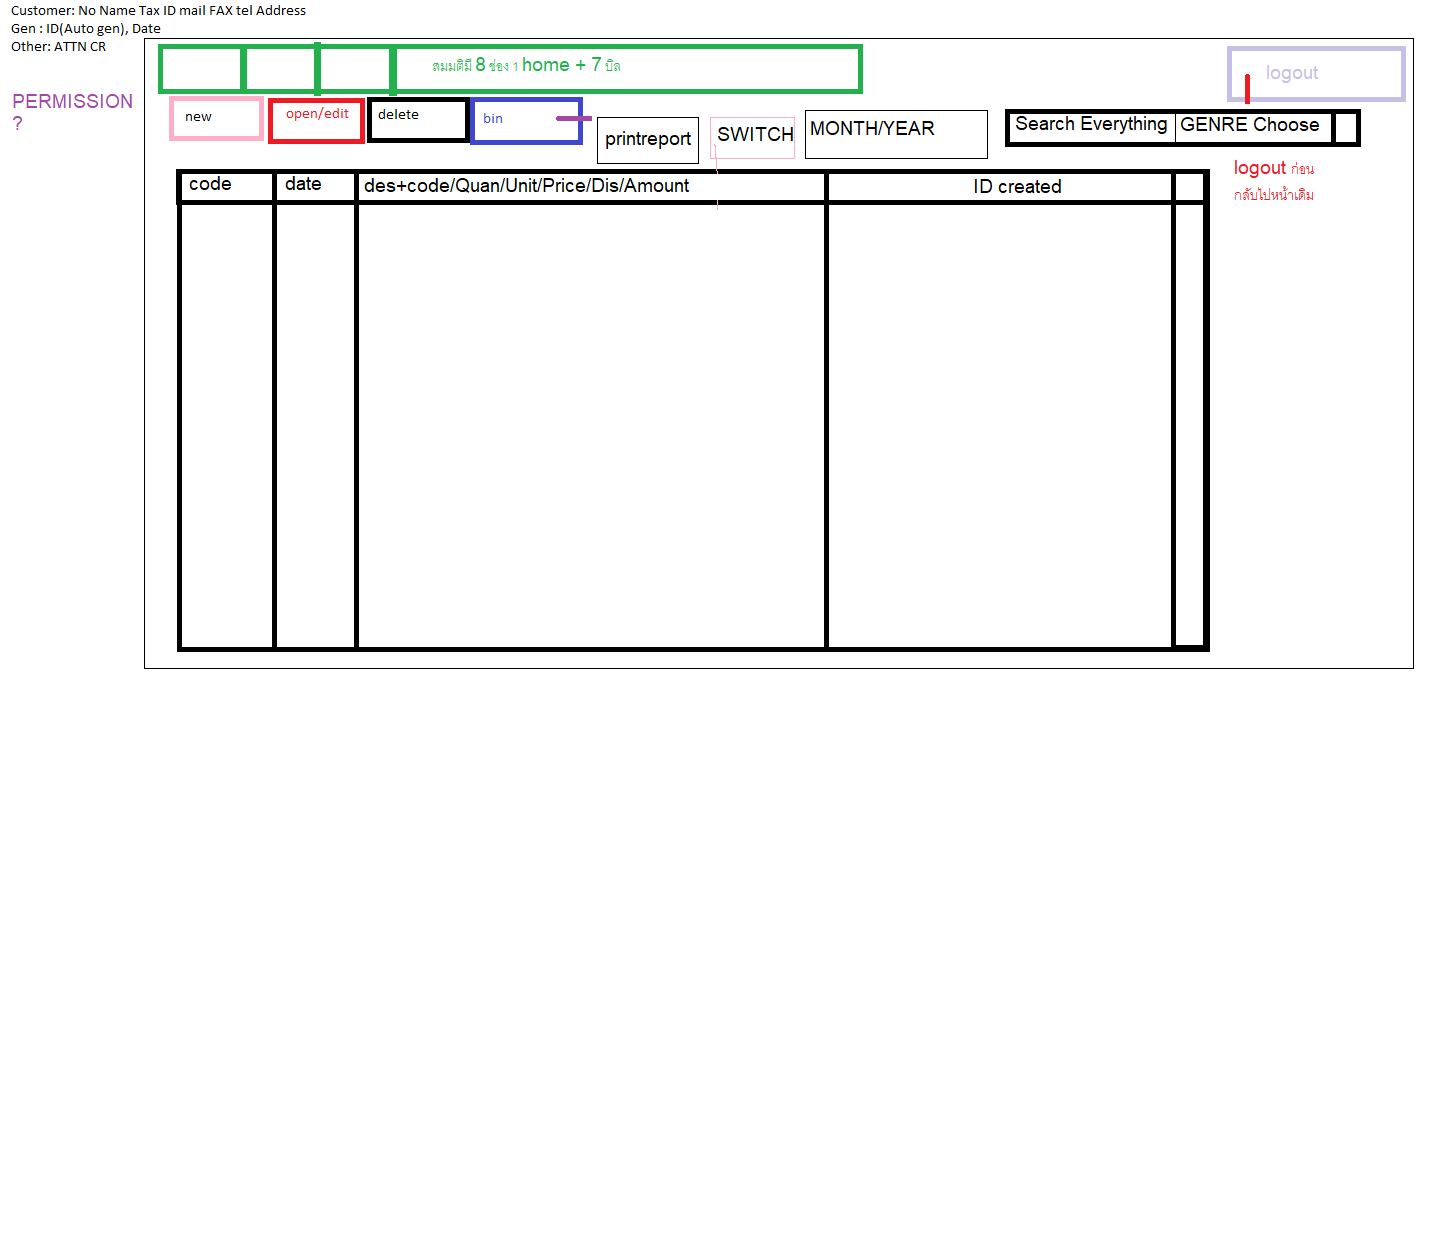 Customer: No Name Tax ID mail FAX tel Address
Gen : ID(Auto gen), Date
Other: ATTN CR
สมมติมี 8 ช่อง 1 home + 7 บิล
logout
PERMISSION
?
new
open/edit
delete
bin
printreport
SWITCH
MONTH/YEAR
Search Everything
GENRE Choose
logout ก่อน
กลับไปหน้าเดิม
code
date
des+code/Quan/Unit/Price/Dis/Amount
ID created